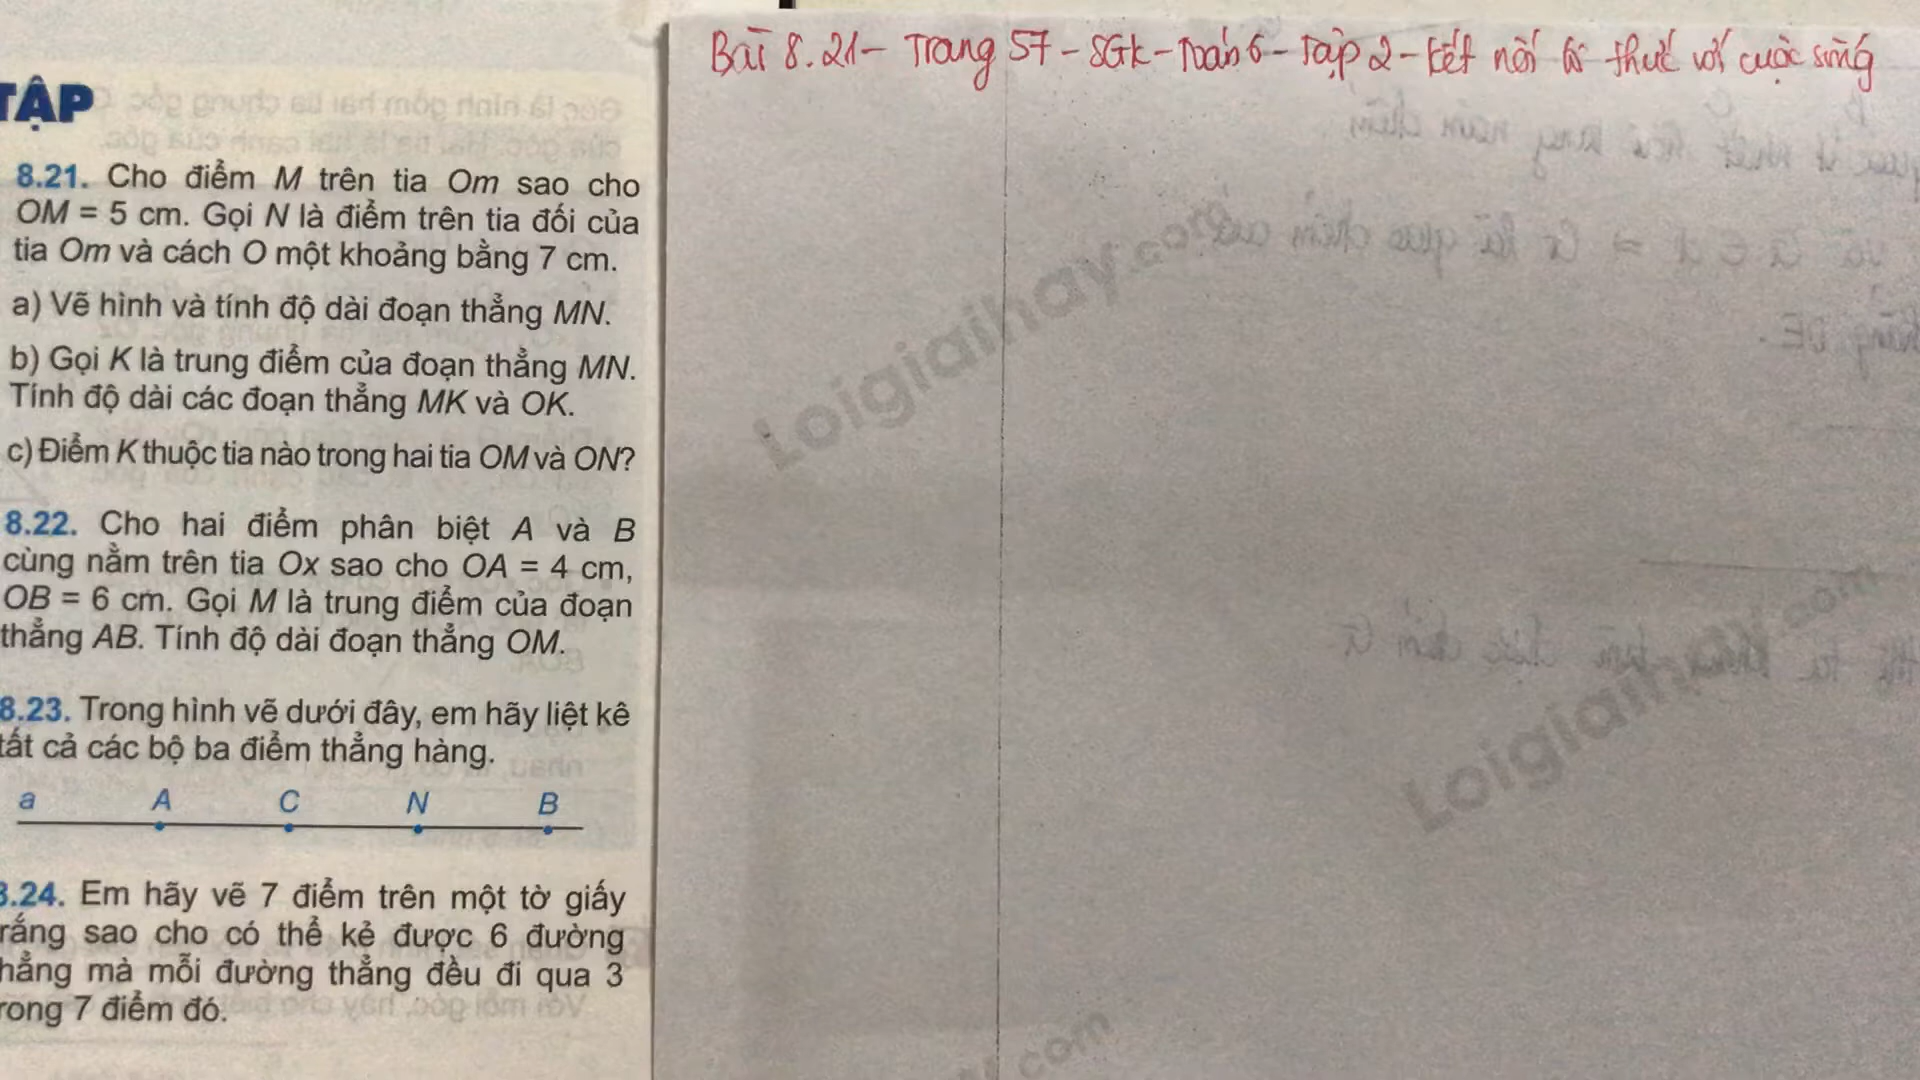 Bài 8.21 - Trang 57 - SGK - Toán 6 - Tập 2 - Kết nối tri thức với cuộc sống
TẬP
8.21. Cho điểm M trên tia Om sao cho
OM = 5 cm. Gọi N là điểm trên tia đối của
tia Om và cách O một khoảng bằng 7 cm.
a) Vẽ hình và tính độ dài đoạn thẳng MN.
b) Gọi K là trung điểm của đoạn thẳng MN.
Tính độ dài các đoạn thẳng MK và OK.
c) Điểm K thuộc tia nào trong hai tia OM và ON?
8.22. Cho hai điểm phân biệt A và B
cùng nằm trên tia Ox sao cho OA = 4 cm,
OB = 6 cm. Gọi M là trung điểm của đoạn
thẳng AB. Tính độ dài đoạn thẳng OM.
8.23. Trong hình vẽ dưới đây, em hãy liệt kê
tất cả các bộ ba điểm thẳng hàng.
a A C N B
8.24. Em hãy vẽ 7 điểm trên một tờ giấy
trắng sao cho có thể kẻ được 6 đường
thẳng mà mỗi đường thẳng đều đi qua 3
trong 7 điểm đó.
Loigiaihay.com
Loigiaihay.com
.com